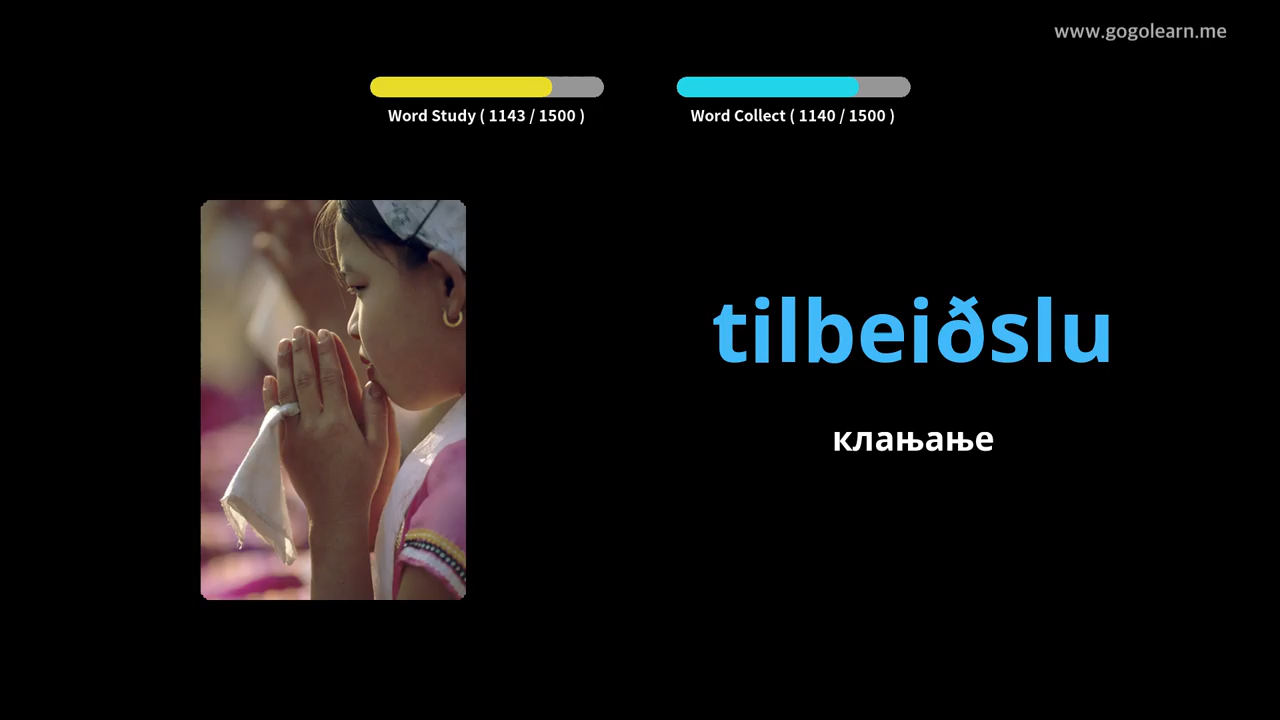 www.gogolearn.me
Word Study ( 1143 / 1500 )
Word Collect ( 1140 / 1500 )
tilbeiðslu
клањање